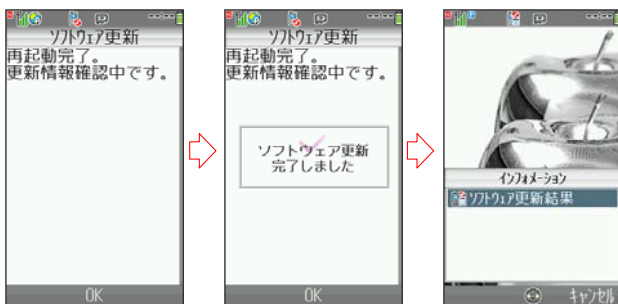 ソフトウェア更新
再起動完了。
更新情報確認中です。
OK
ソフトウェア更新
再起動完了。
更新情報確認中です。
ソフトウェア更新
完了しました
OK
インフォメーション
ソフトウェア更新結果
キャンセル